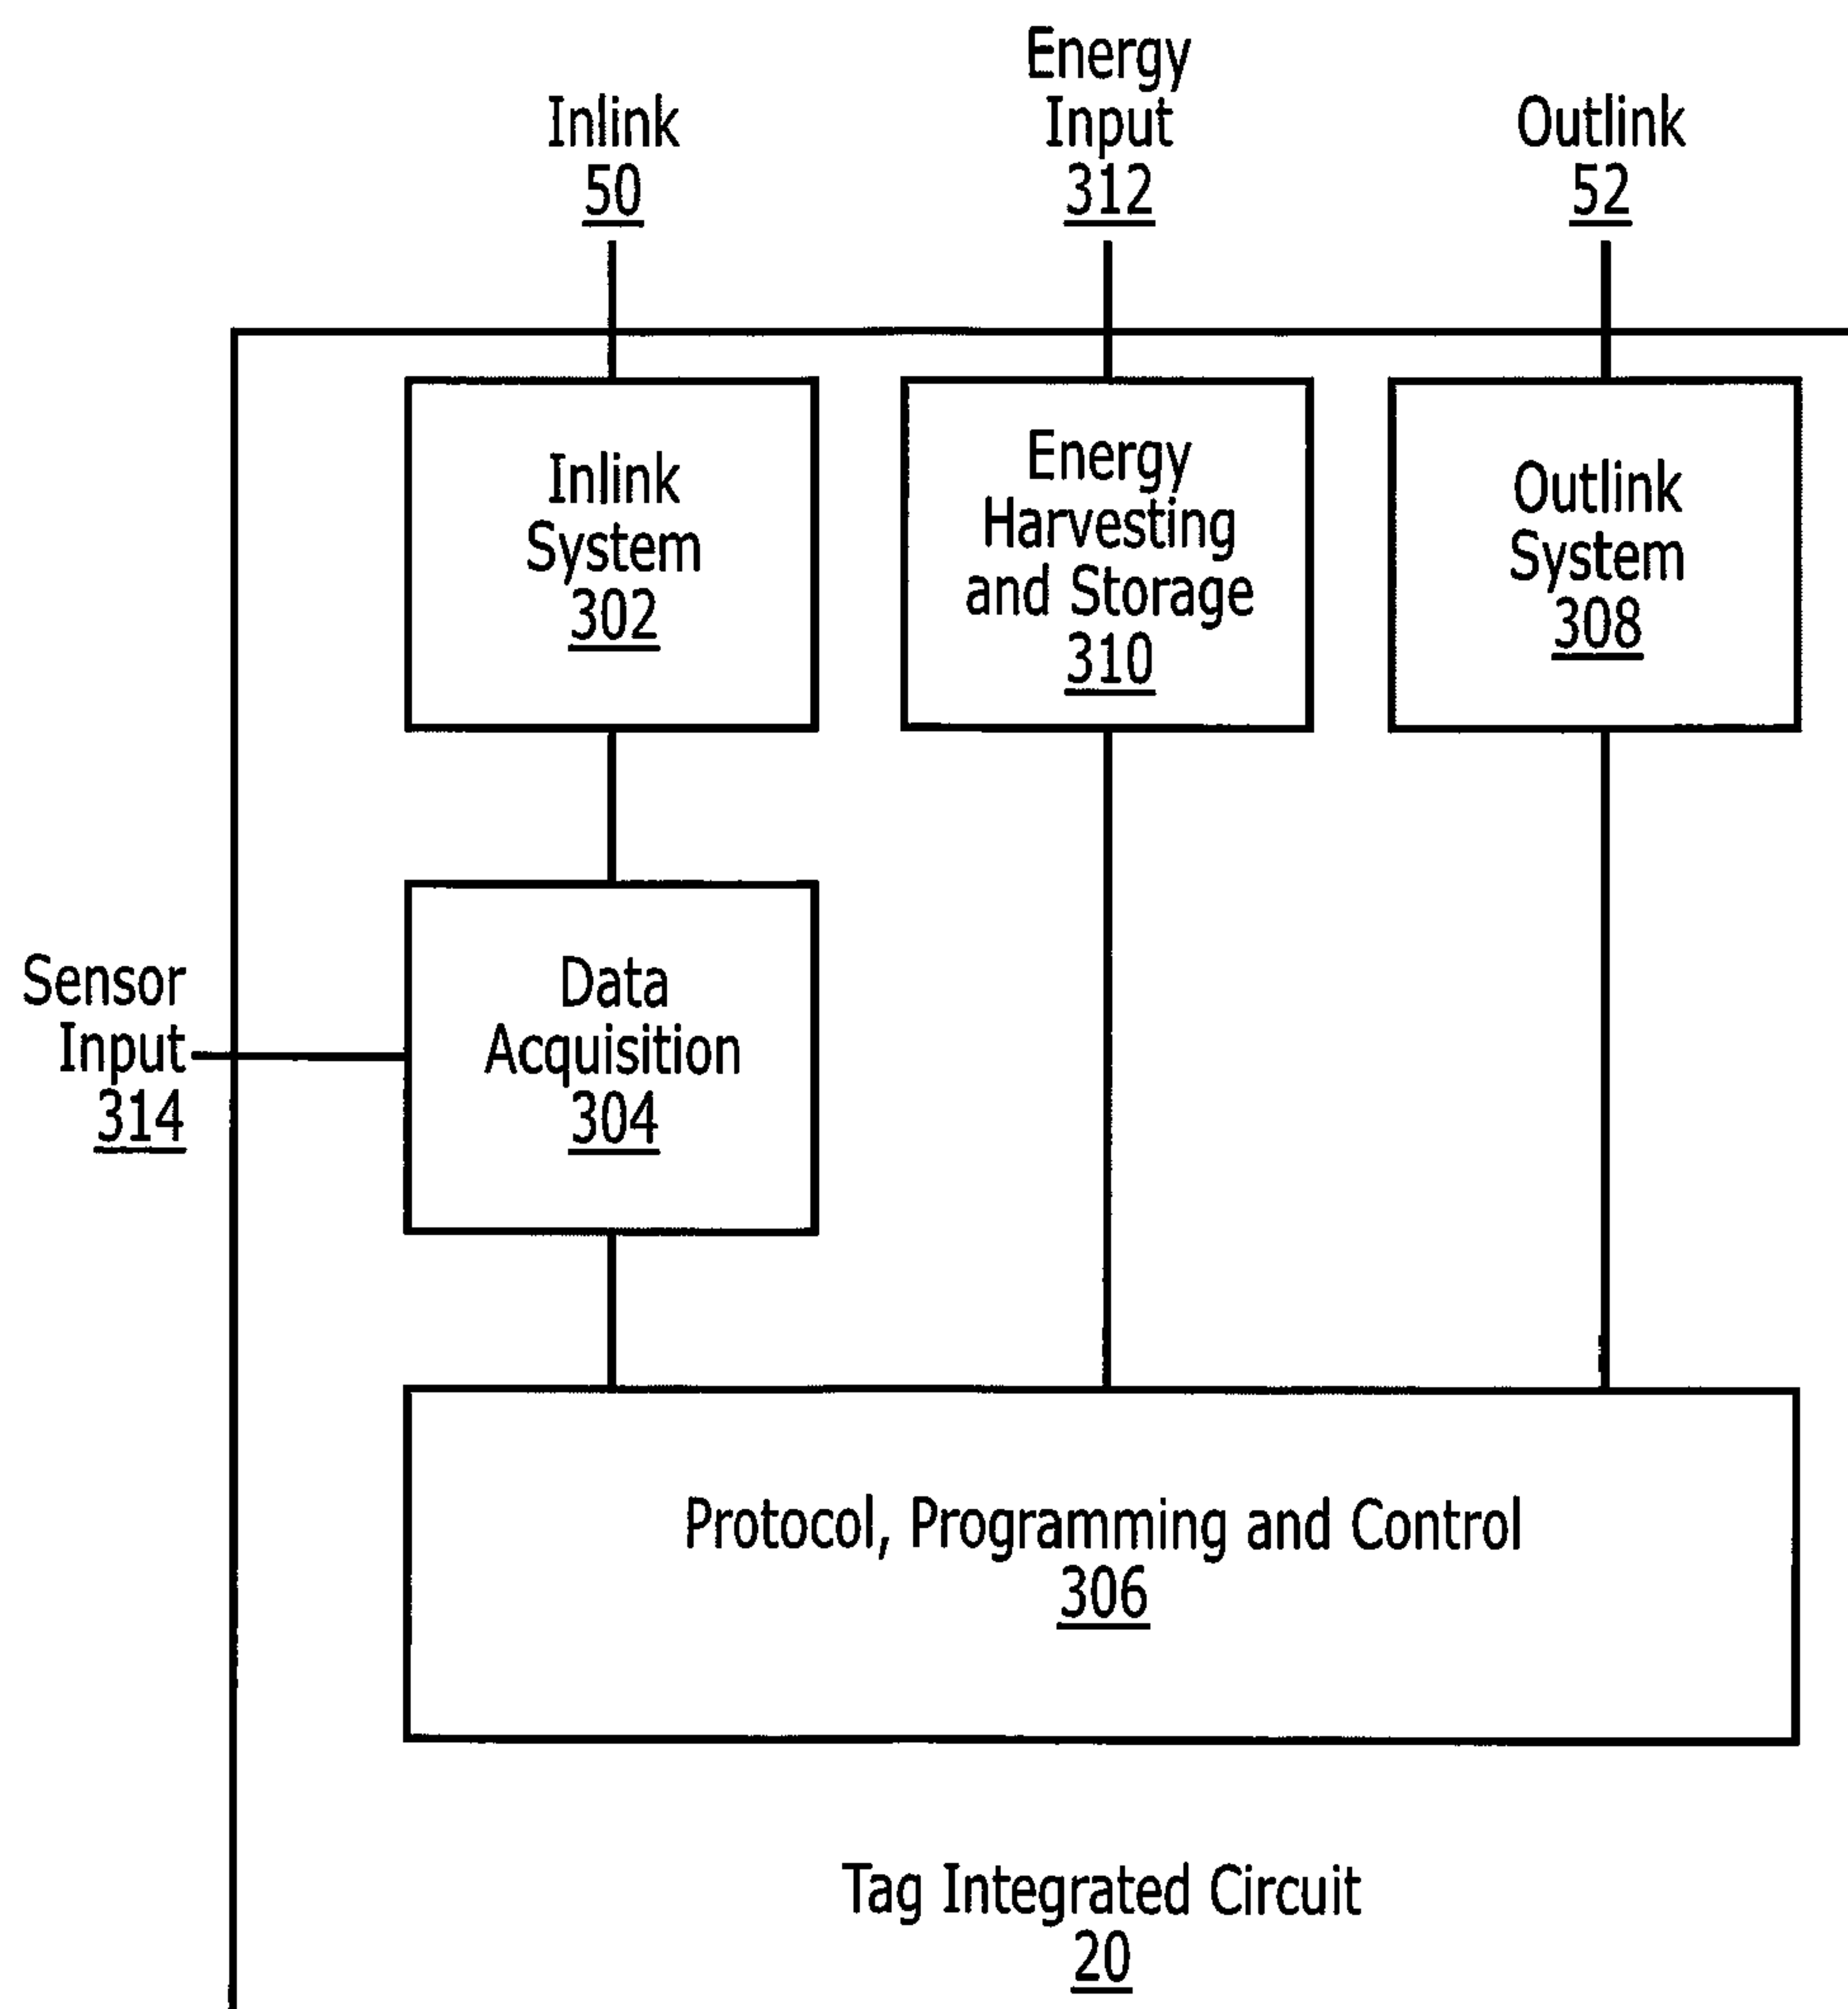 Inlink
50
Energy
Input
312
Outlink
52
Inlink
System
302
Energy
Harvesting
and Storage
310
Outlink
System
308
Sensor
Input
314
Data
Acquisition
304
Protocol, Programming and Control
306
Tag Integrated Circuit
20